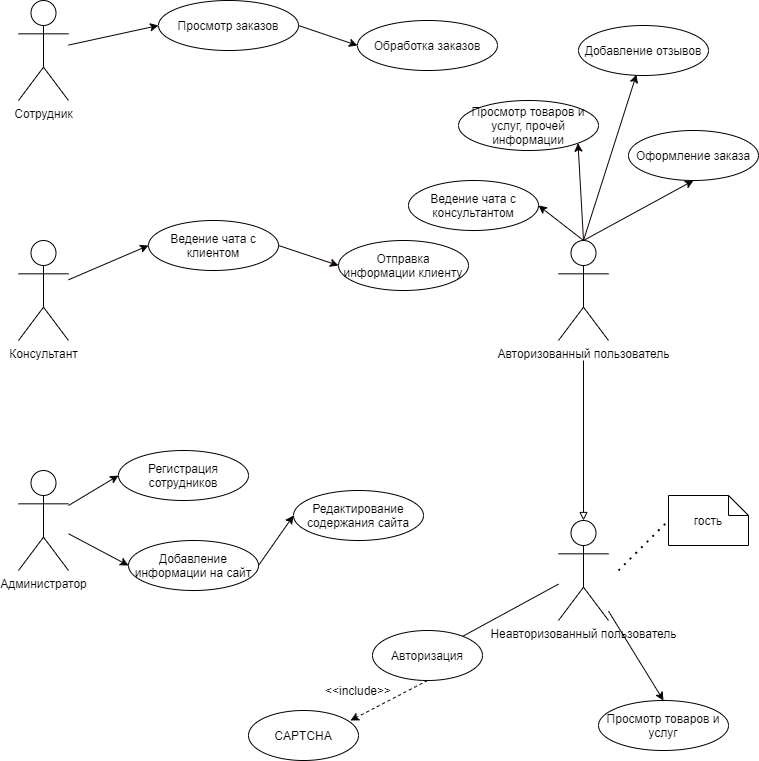 Просмотр заказов
Обработка заказов
Сотрудник
Добавление отзывов
Просмотр товаров и
услуг, прочей
информации
Оформление заказа
Ведение чата с
консультантом
Ведение чата с
клиентом
Отправка
информации клиенту
Консультант
Авторизованный пользователь
Регистрация
сотрудников
Редактирование
содержания сайта
Добавление
информации на сайт
Администратор
гость
Неавторизованный пользователь
Авторизация
<<include>>
CAPTCHA
Просмотр товаров и
услуг